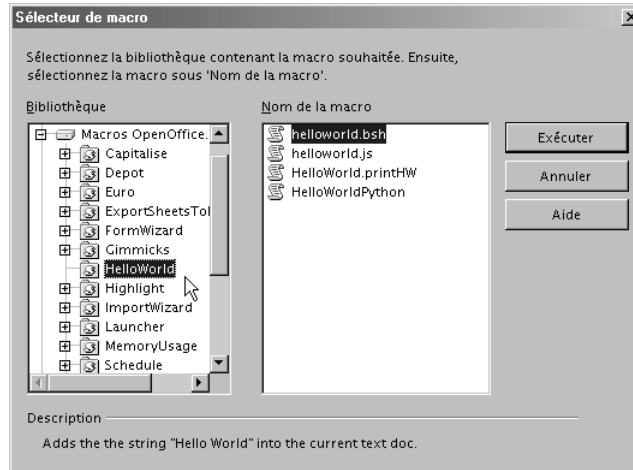 Sélecteur de macro
Sélectionnez la bibliothèque contenant la macro souhaitée. Ensuite,
sélectionnez la macro sous 'Nom de la macro'.
Bibliothèque
Macros OpenOffice.
Capitalise
Depot
Euro
ExportSheetsToI
FormWizard
Gimmicks
HelloWorld
Highlight
ImportWizard
Launcher
MemoryUsage
Schedule
Nom de la macro
helloworld.bsh
helloworld.js
HelloWorld.printHW
HelloWorldPython
Exécuter
Annuler
Aide
Description
Adds the the string "Hello World" into the current text doc.